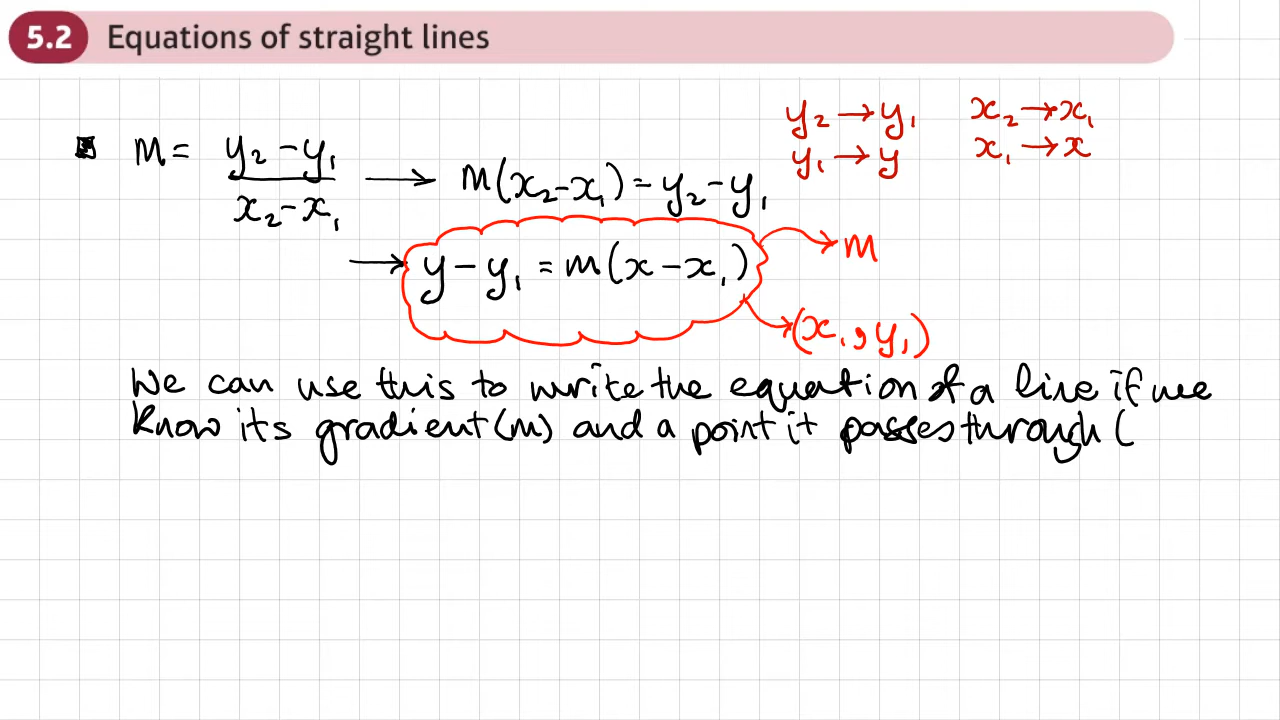 5.2 Equations of straight lines
y₂ → y₁ x₂ → x₁
y₁ → y x₁ → x
m = (y₂ - y₁)/(x₂ - x₁) → m(x₂ - x₁) = y₂ - y₁
→ y - y₁ = m(x - x₁) → m
(x₁, y₁)
We can use this to write the equation of a line if we
know its gradient (m) and a point it passes through (